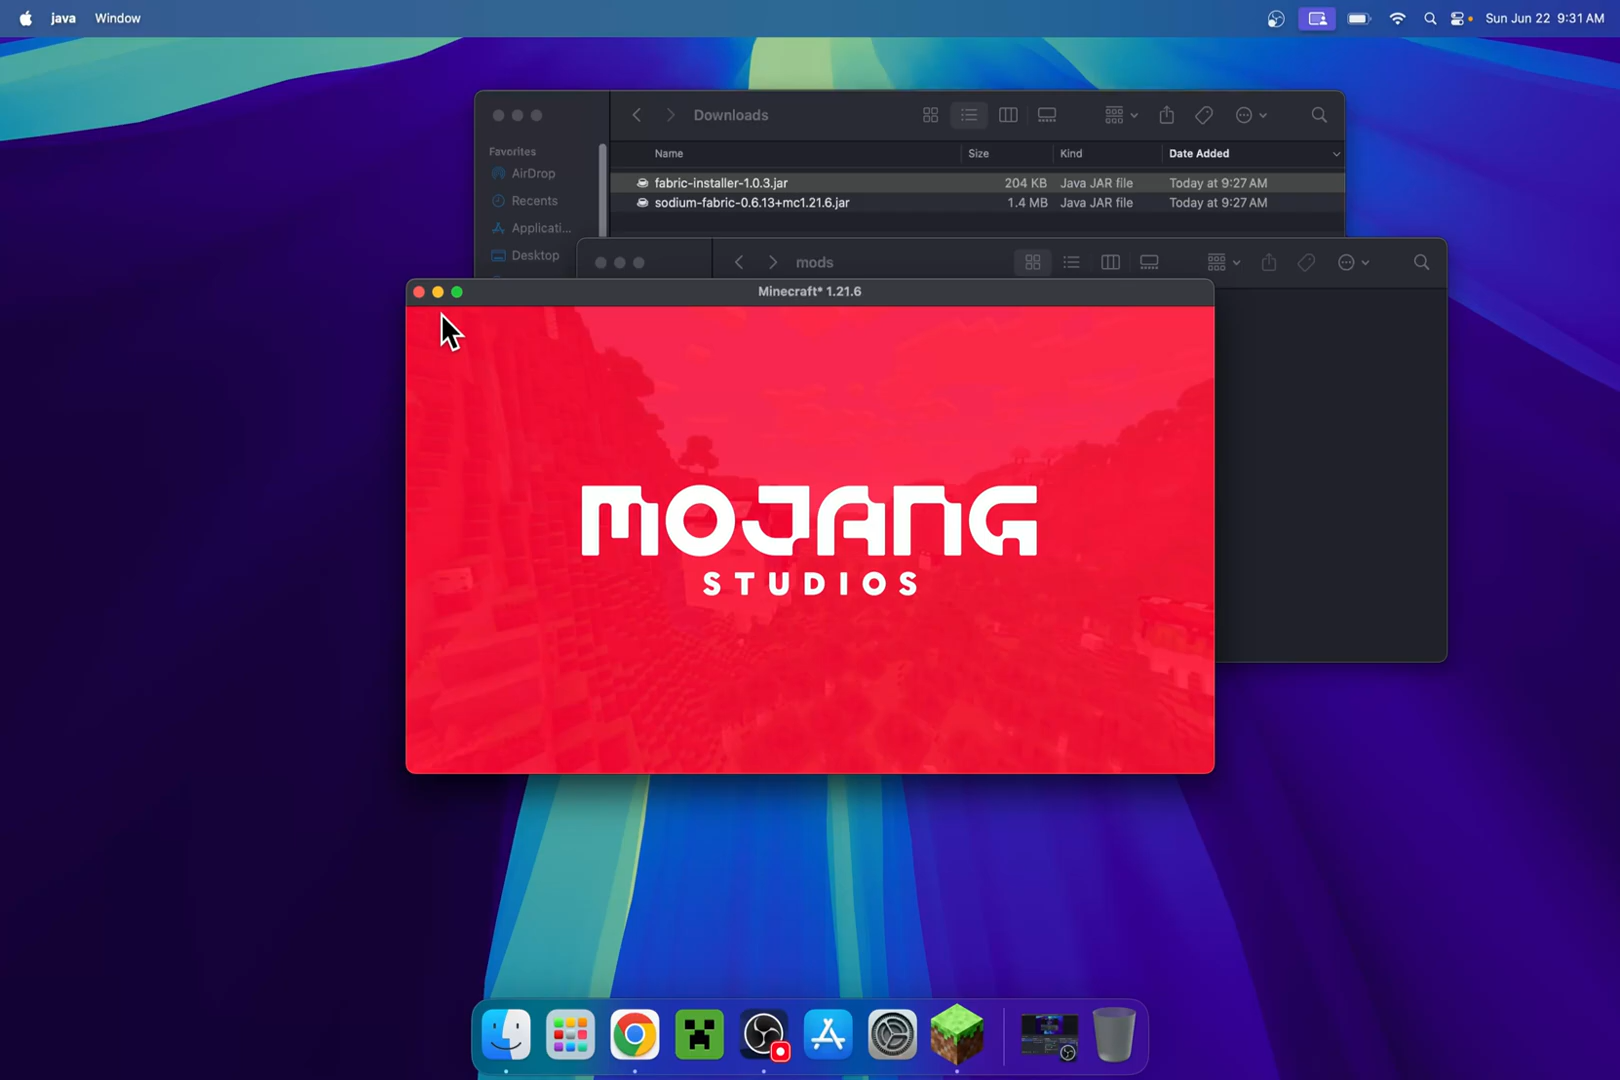 java Window Sun Jun 22 9:31 AM
Downloads
Favorites
AirDrop
Recents
Applicati...
Desktop
Name Size Kind Date Added
fabric-installer-1.0.3.jar 204 KB Java JAR file Today at 9:27 AM
sodium-fabric-0.6.13+mc1.21.6.jar 1.4 MB Java JAR file Today at 9:27 AM
mods
Minecraft* 1.21.6
MOJANG
STUDIOS